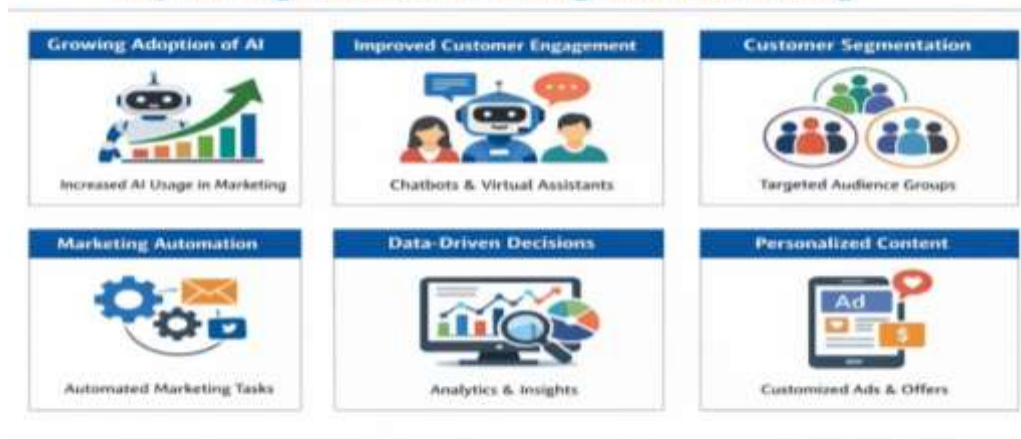 Growing Adoption of AI
Improved Customer Engagement
Customer Segmentation
Increased AI Usage in Marketing
Chatbots & Virtual Assistants
Targeted Audience Groups
Marketing Automation
Data-Driven Decisions
Personalized Content
Ad
$
Automated Marketing Tasks
Analytics & Insights
Customized Ads & Offers